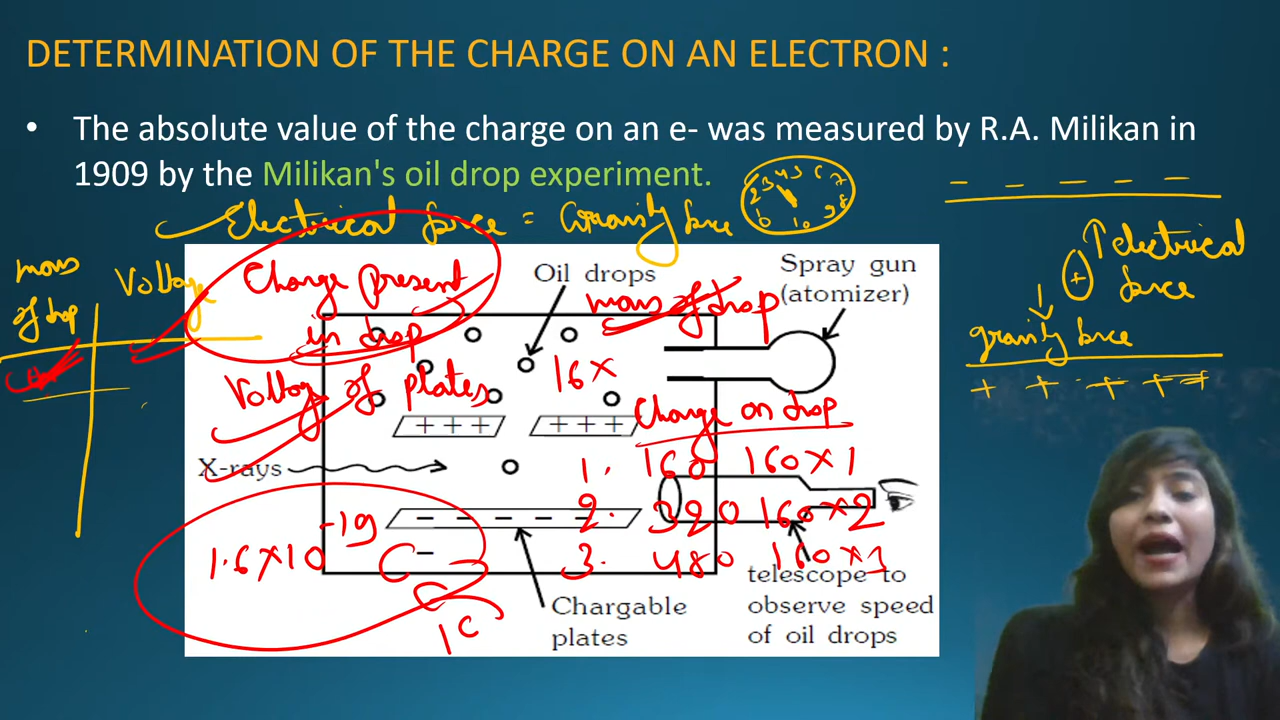 DETERMINATION OF THE CHARGE ON AN ELECTRON :
• The absolute value of the charge on an e- was measured by R.A. Milikan in
1909 by the Milikan's oil drop experiment.
Electrical force = Gravity force
mass
of drop
Voltage
Charge present
in drop
Voltag of plates
Oil drops
mass of drop
Spray gun
(atomizer)
16x
+ + +
+ + +
Charge on drop
X-rays
1. 160 160×1
2. 320 160×2
3. 480 160×3
- - - - -
1.6×10-19 C
telescope to
observe speed
of oil drops
Chargable
plates
- - - - -
electrical
force
+
gravity force
+ + + + +